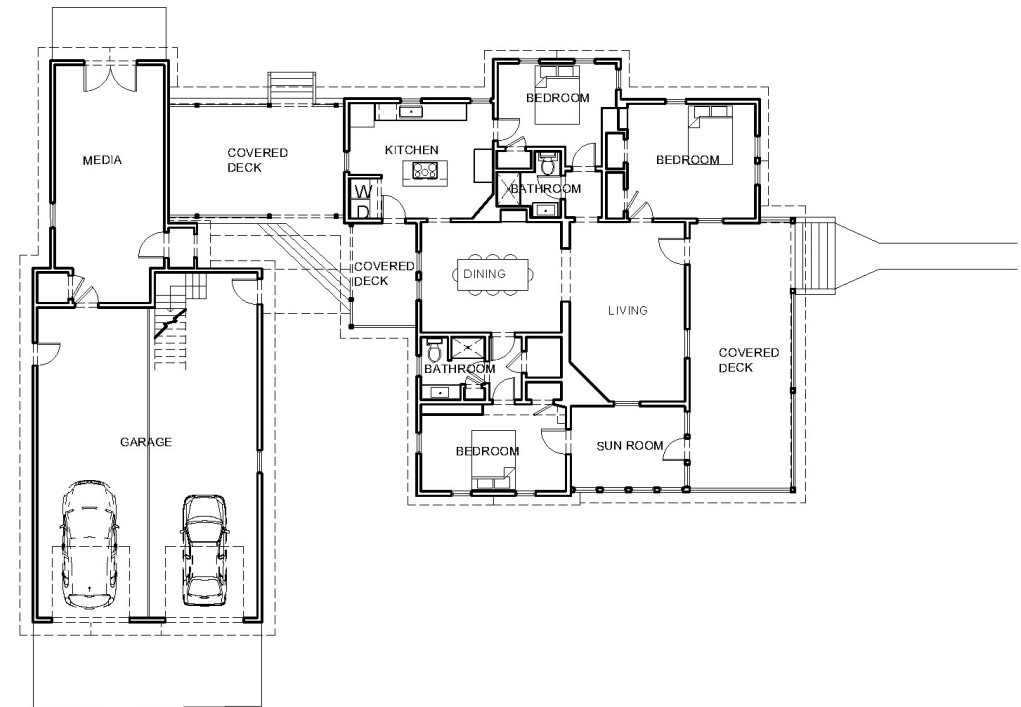 BEDROOM
MEDIA
COVERED
DECK
KITCHEN
BEDROOM
BATHROOM
W
D
COVERED
DECK
DINING
LIVING
COVERED
DECK
BATHROOM
GARAGE
BEDROOM
SUN ROOM